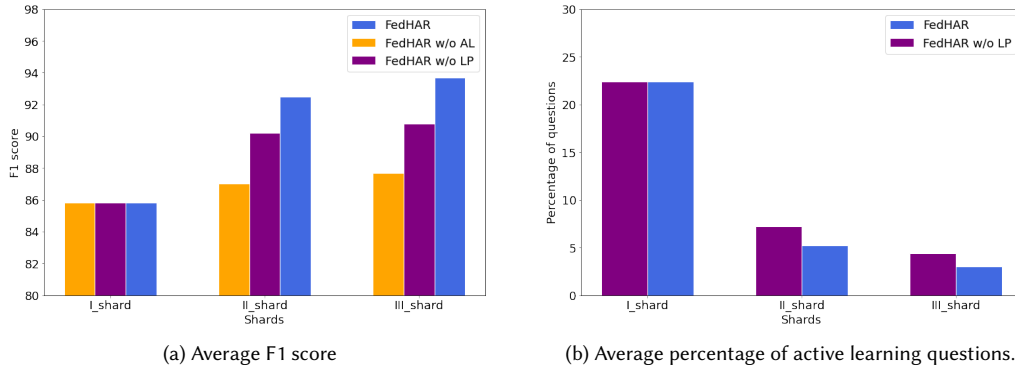 98
96
94
92
90
88
86
84
82
80
F1 score
FedHAR
FedHAR w/o AL
FedHAR w/o LP
I_shard
II_shard
III_shard
Shards
(a) Average F1 score
30
25
20
15
10
5
0
Percentage of questions
FedHAR
FedHAR w/o LP
I_shard
II_shard
III_shard
Shards
(b) Average percentage of active learning questions.